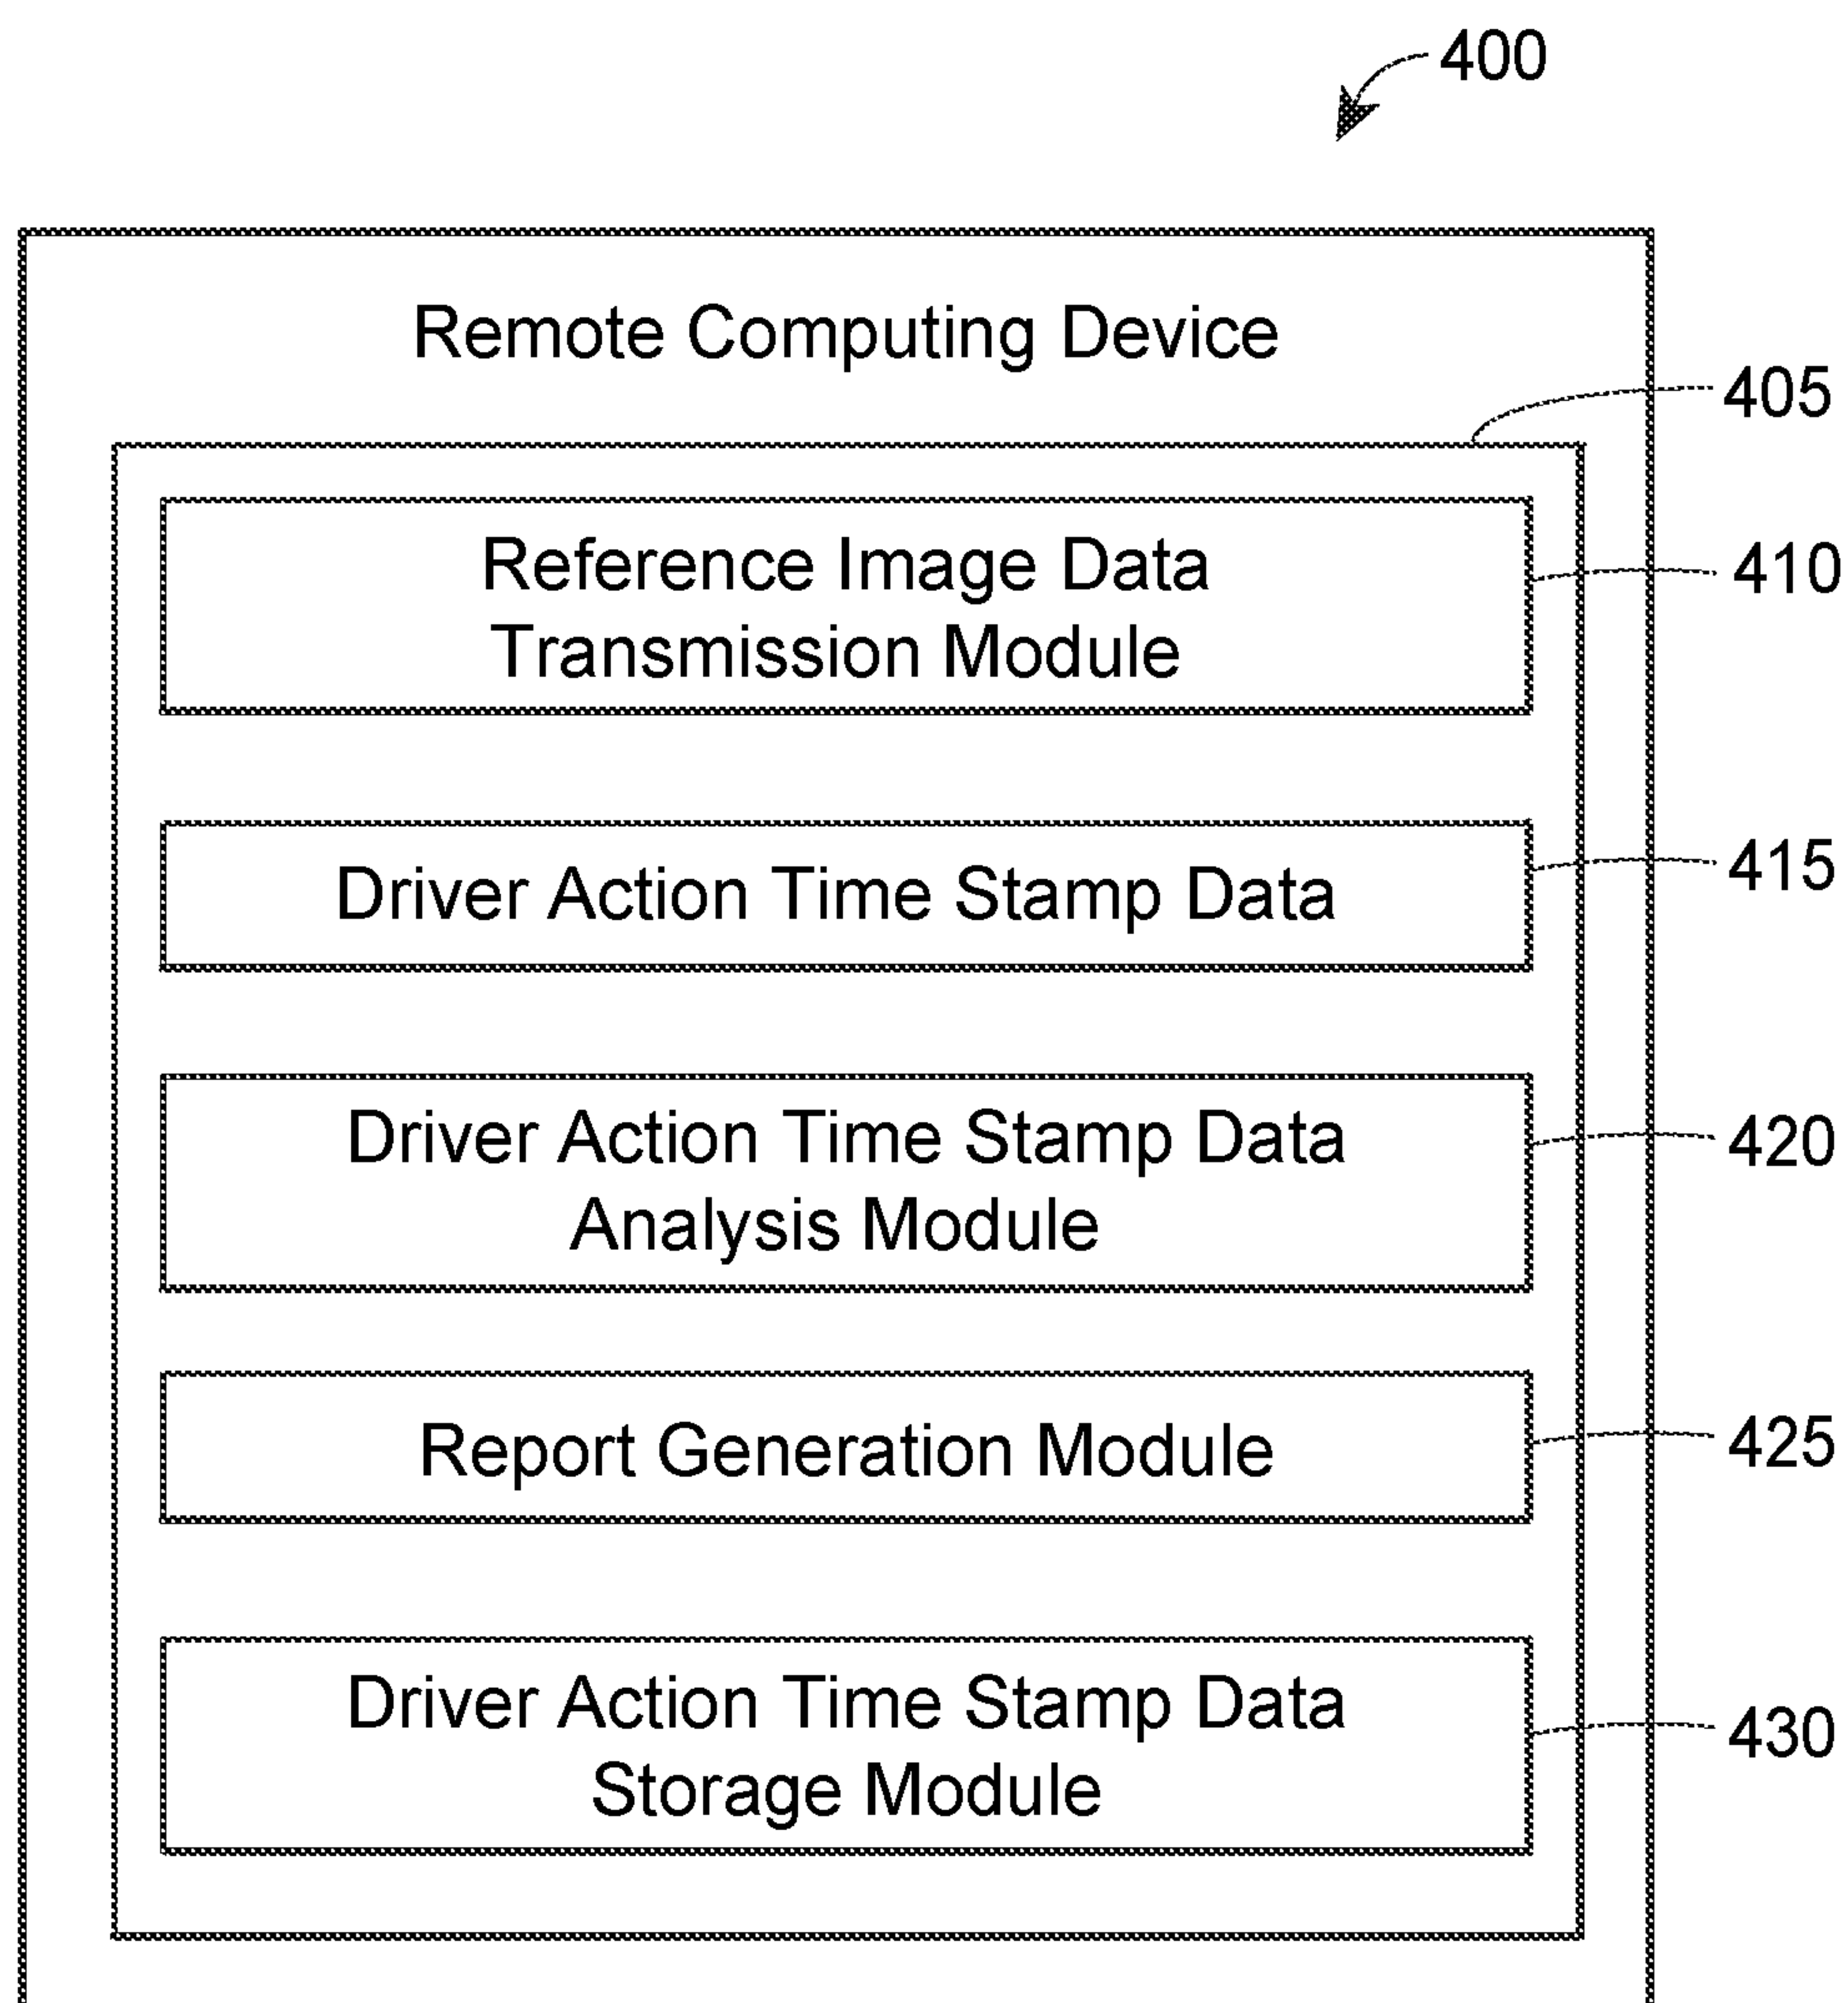 400
Remote Computing Device
405
Reference Image Data
Transmission Module
410
Driver Action Time Stamp Data
415
Driver Action Time Stamp Data
Analysis Module
420
Report Generation Module
425
Driver Action Time Stamp Data
Storage Module
430